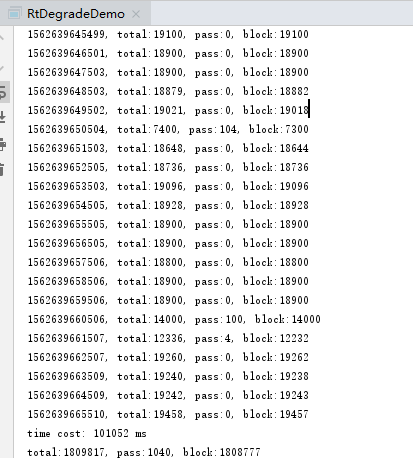 RtDegradeDemo ×
1562639645499, total:19100, pass:0, block:19100
1562639646501, total:18900, pass:0, block:18900
1562639647503, total:18900, pass:0, block:18900
1562639648503, total:18879, pass:0, block:18882
1562639649502, total:19021, pass:0, block:19018
1562639650504, total:7400, pass:104, block:7300
1562639651503, total:18648, pass:0, block:18644
1562639652505, total:18736, pass:0, block:18736
1562639653503, total:19096, pass:0, block:19096
1562639654505, total:18928, pass:0, block:18928
1562639655505, total:18900, pass:0, block:18900
1562639656505, total:18900, pass:0, block:18900
1562639657506, total:18800, pass:0, block:18800
1562639658506, total:18900, pass:0, block:18900
1562639659506, total:18900, pass:0, block:18900
1562639660506, total:14000, pass:100, block:14000
1562639661507, total:12336, pass:4, block:12232
1562639662507, total:19260, pass:0, block:19262
1562639663509, total:19240, pass:0, block:19238
1562639664509, total:19242, pass:0, block:19243
1562639665510, total:19458, pass:0, block:19457
time cost: 101052 ms
total:1809817, pass:1040, block:1808777